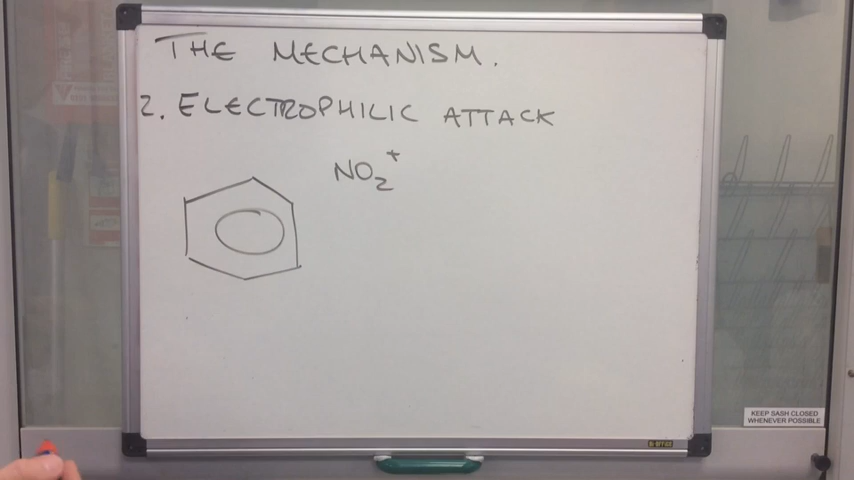 THE MECHANISM.
2. ELECTROPHILIC ATTACK
NO₂⁺
KEEP SASH CLOSED
WHENEVER POSSIBLE